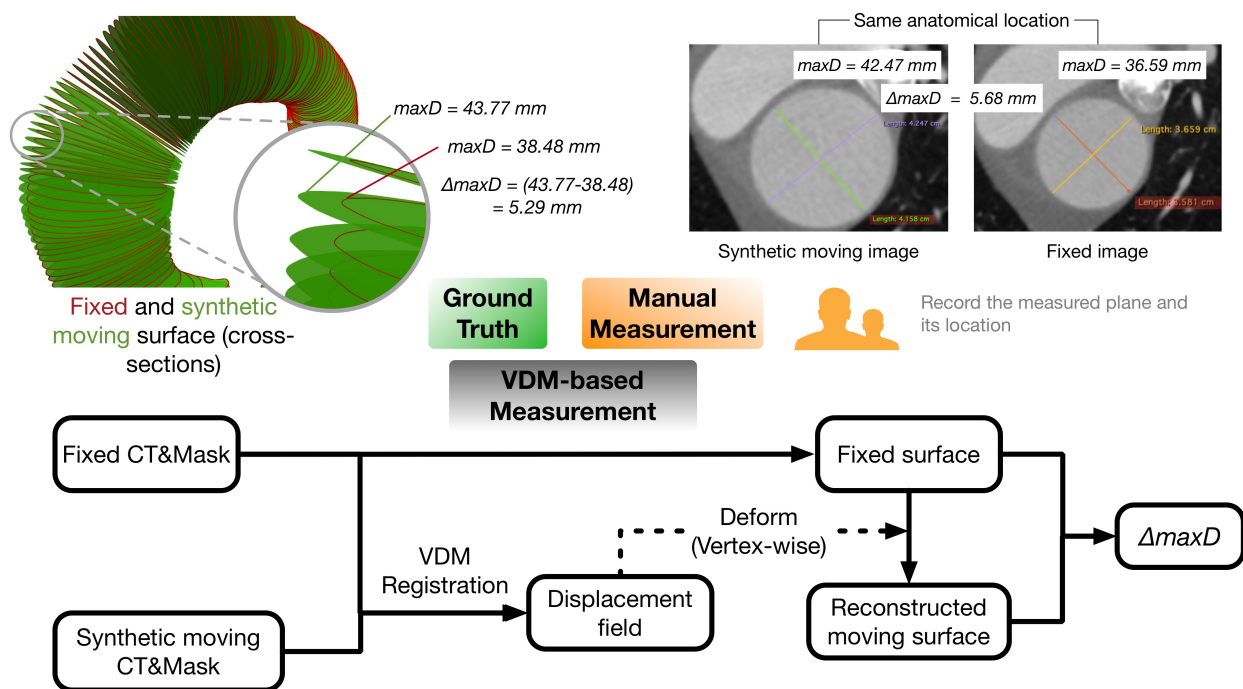 Same anatomical location
maxD = 42.47 mm
maxD = 36.59 mm
ΔmaxD = 5.68 mm
Length: 4.247 cm
Length: 3.659 cm
Length: 4.158 cm
Length: 3.581 cm
Synthetic moving image
Fixed image
maxD = 43.77 mm
maxD = 38.48 mm
ΔmaxD = (43.77-38.48)
= 5.29 mm
Fixed and synthetic
moving surface (cross-
sections)
Ground
Truth
Manual
Measurement
Record the measured plane and
its location
VDM-based
Measurement
Fixed CT&Mask
Fixed surface
Deform
(Vertex-wise)
ΔmaxD
VDM
Registration
Displacement
field
Reconstructed
moving surface
Synthetic moving
CT&Mask